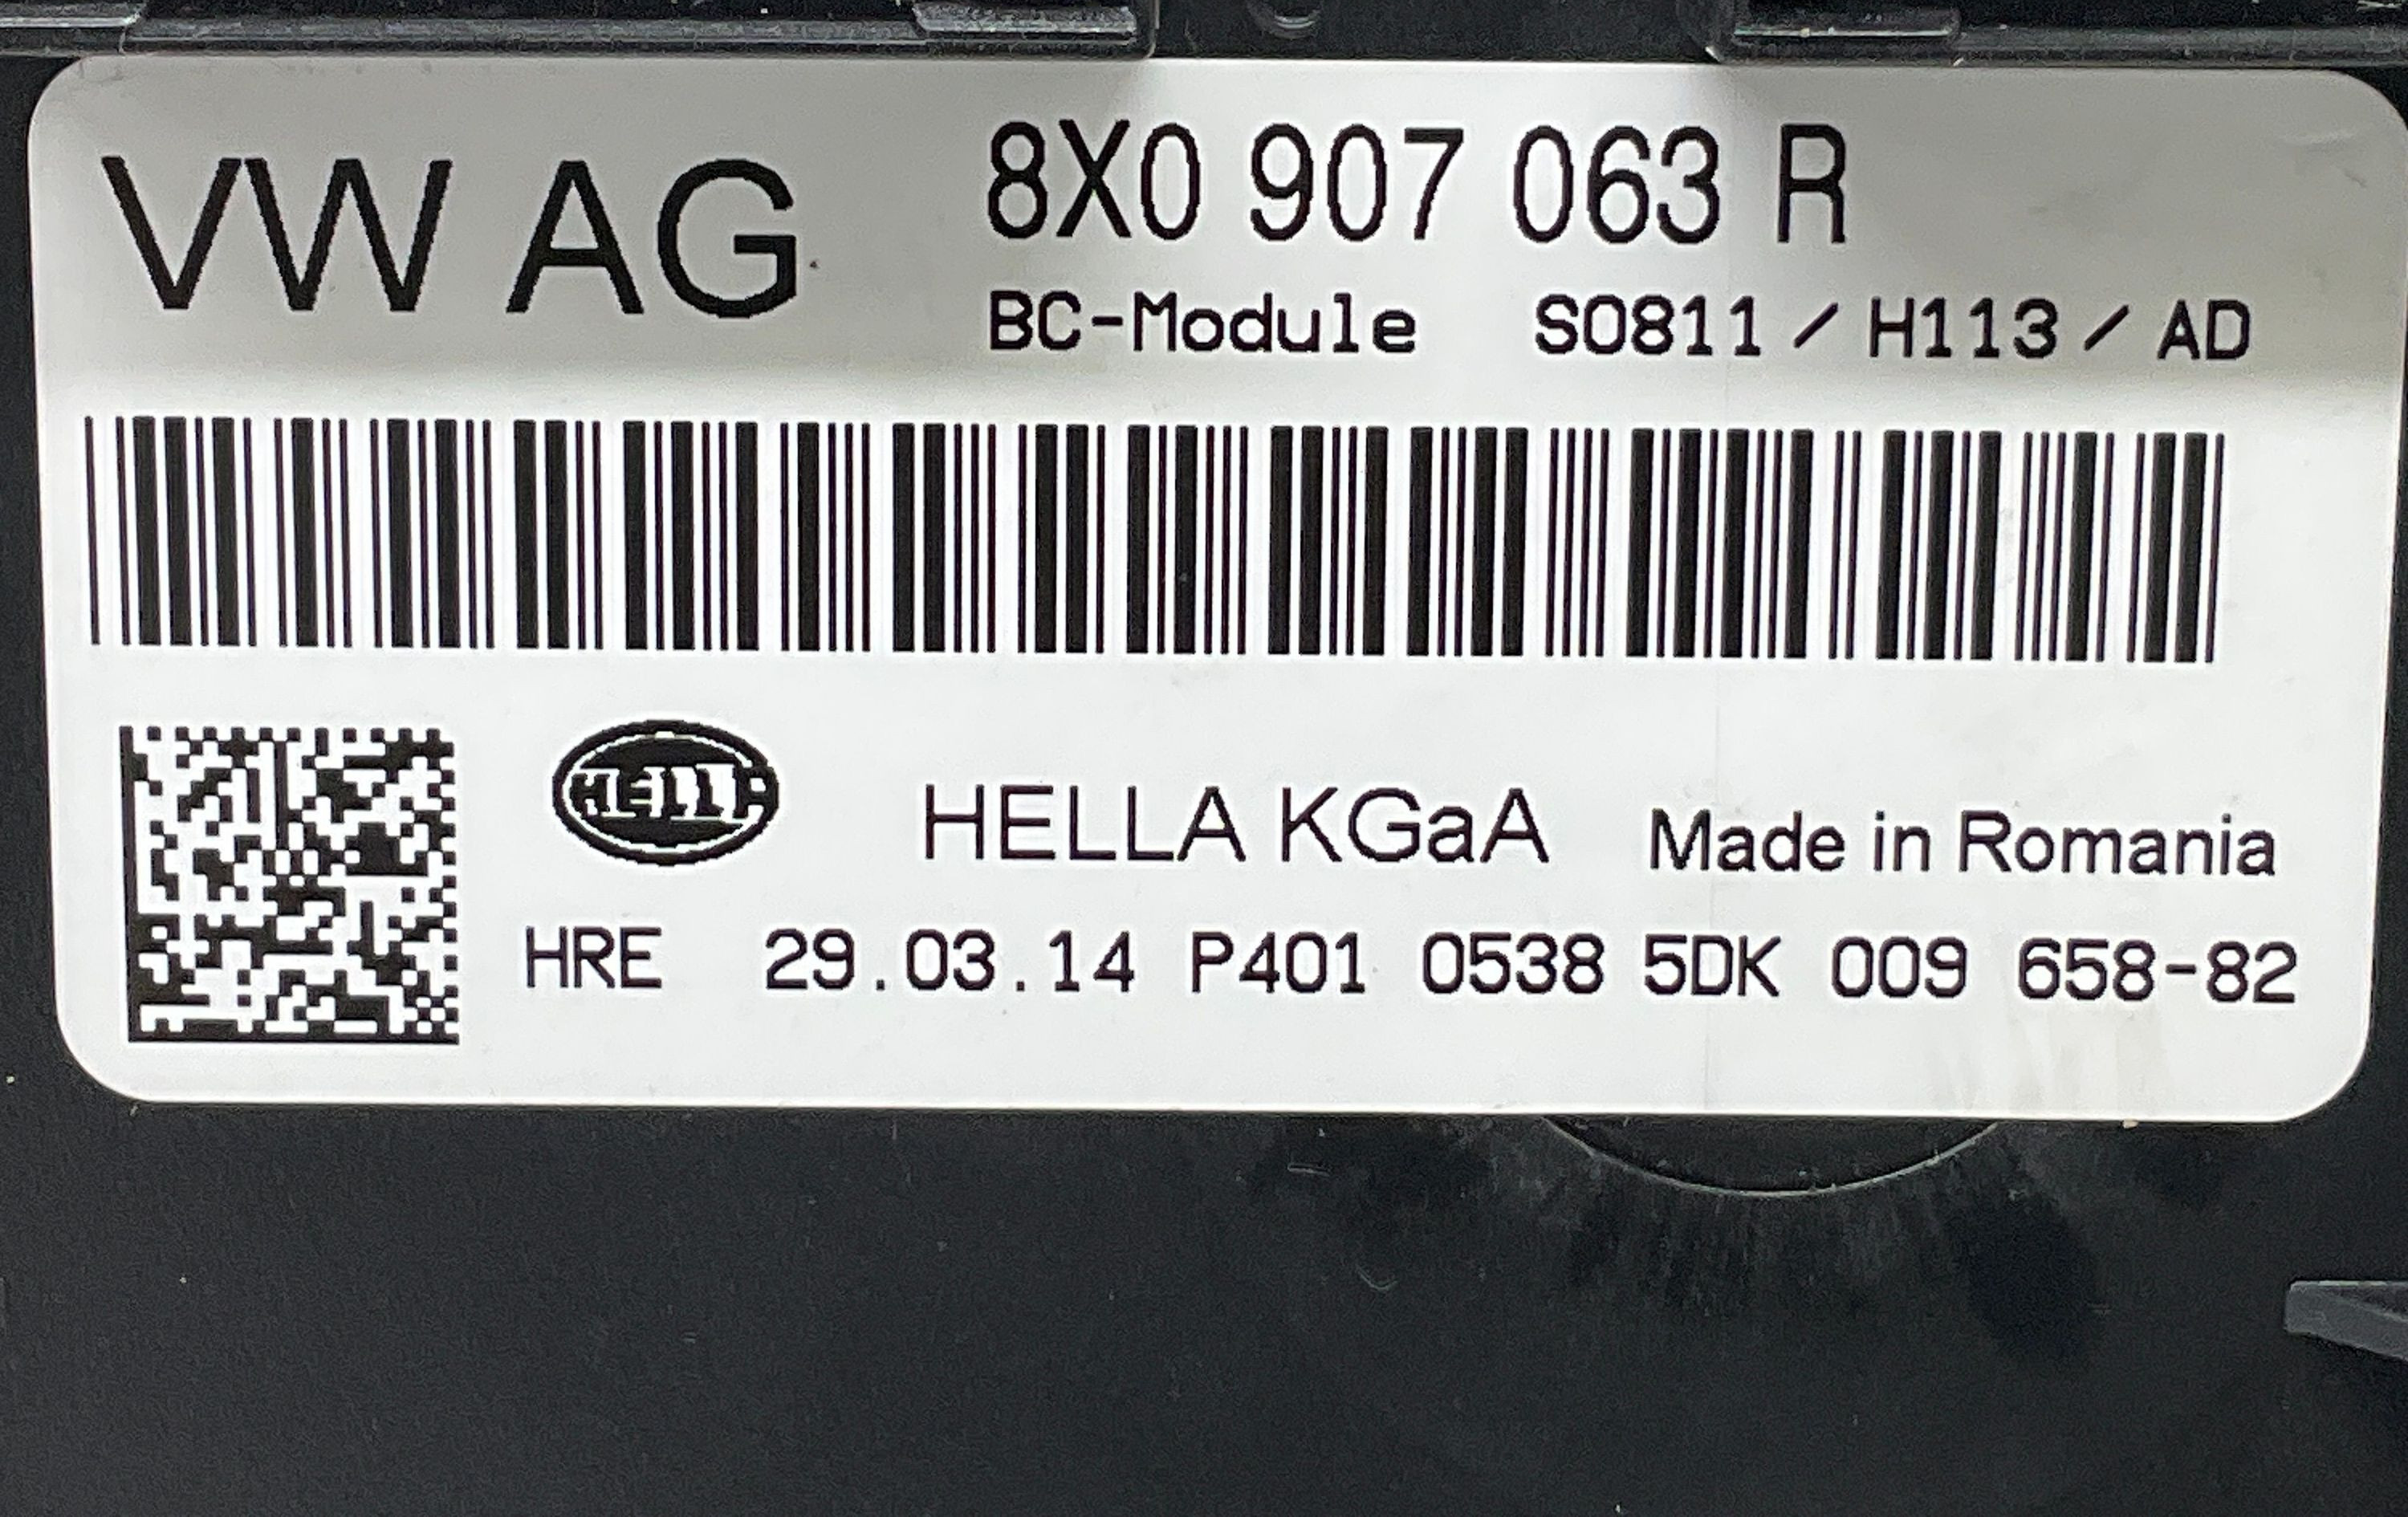 VW AG 8X0 907 063 R
BC-Module S0811 / H113 / AD
HELLA HELLA KGaA Made in Romania
HRE 29.03.14 P401 0538 5DK 009 658-82